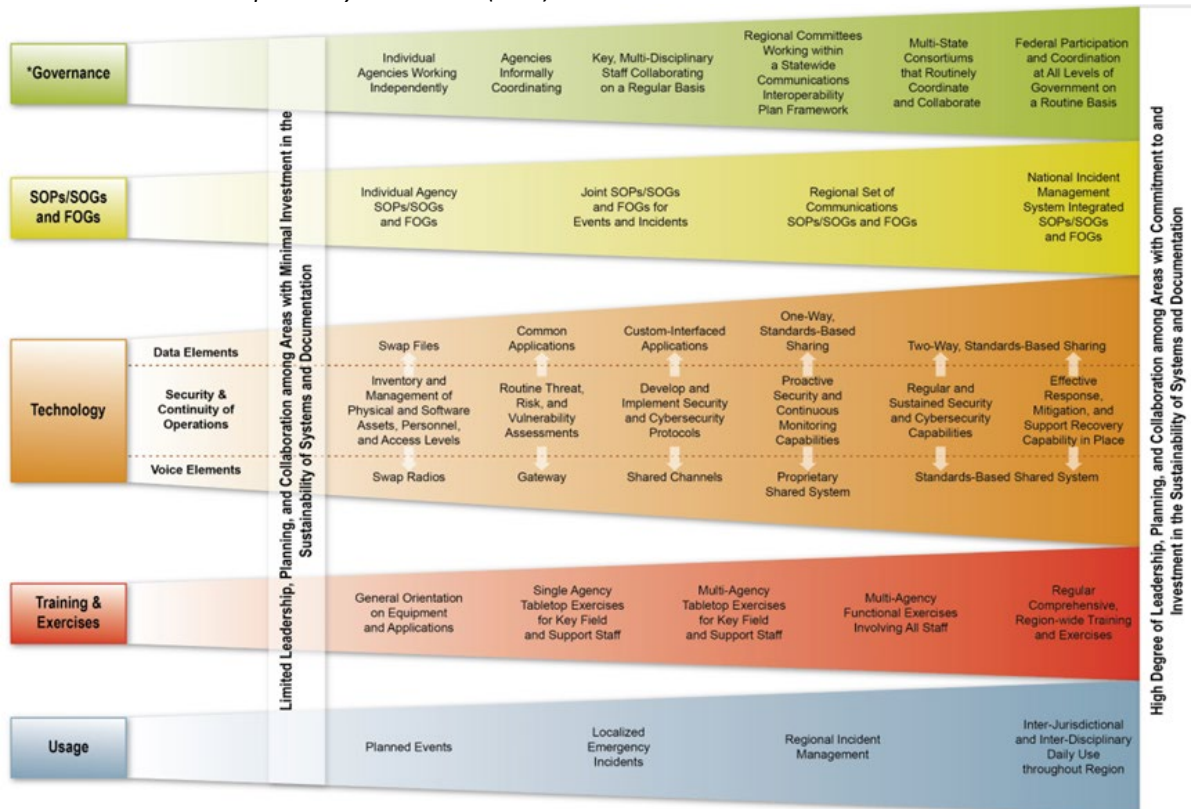 *Governance
Individual
Agencies Working
Independently
Agencies
Informally
Coordinating
Key, Multi-Disciplinary
Staff Collaborating
on a Regular Basis
Regional Committees
Working within
a Statewide
Communications
Interoperability
Plan Framework
Multi-State
Consortiums
that Routinely
Coordinate
and Collaborate
Federal Participation
and Coordination
at All Levels of
Government on
a Routine Basis
SOPs/SOGs
and FOGs
Individual Agency
SOPs/SOGs
and FOGs
Joint SOPs/SOGs
and FOGs for
Events and Incidents
Regional Set of
Communications
SOPs/SOGs and FOGs
National Incident
Management
System Integrated
SOPs/SOGs
and FOGs
Technology
Data Elements
Swap Files
Common
Applications
Custom-Interfaced
Applications
One-Way,
Standards-Based
Sharing
Two-Way, Standards-Based Sharing
Security &
Continuity of
Operations
Inventory and
Management of
Physical and Software
Assets, Personnel,
and Access Levels
Routine Threat,
Risk, and
Vulnerability
Assessments
Develop and
Implement Security
and Cybersecurity
Protocols
Proactive
Security and
Continuous
Monitoring
Capabilities
Regular and
Sustained Security
and Cybersecurity
Capabilities
Effective
Response,
Mitigation, and
Support Recovery
Capability in Place
Voice Elements
Swap Radios
Gateway
Shared Channels
Proprietary
Shared System
Standards-Based Shared System
Training &
Exercises
General Orientation
on Equipment
and Applications
Single Agency
Tabletop Exercises
for Key Field
and Support Staff
Multi-Agency
Tabletop Exercises
for Key Field
and Support Staff
Multi-Agency
Functional Exercises
Involving All Staff
Regular
Comprehensive,
Region-wide Training
and Exercises
Usage
Planned Events
Localized
Emergency
Incidents
Regional Incident
Management
Inter-Jurisdictional
and Inter-Disciplinary
Daily Use
throughout Region
Limited Leadership, Planning, and Collaboration among Areas with Minimal Investment in the
Sustainability of Systems and Documentation
High Degree of Leadership, Planning, and Collaboration among Areas with Commitment to and
Investment in the Sustainability of Systems and Documentation